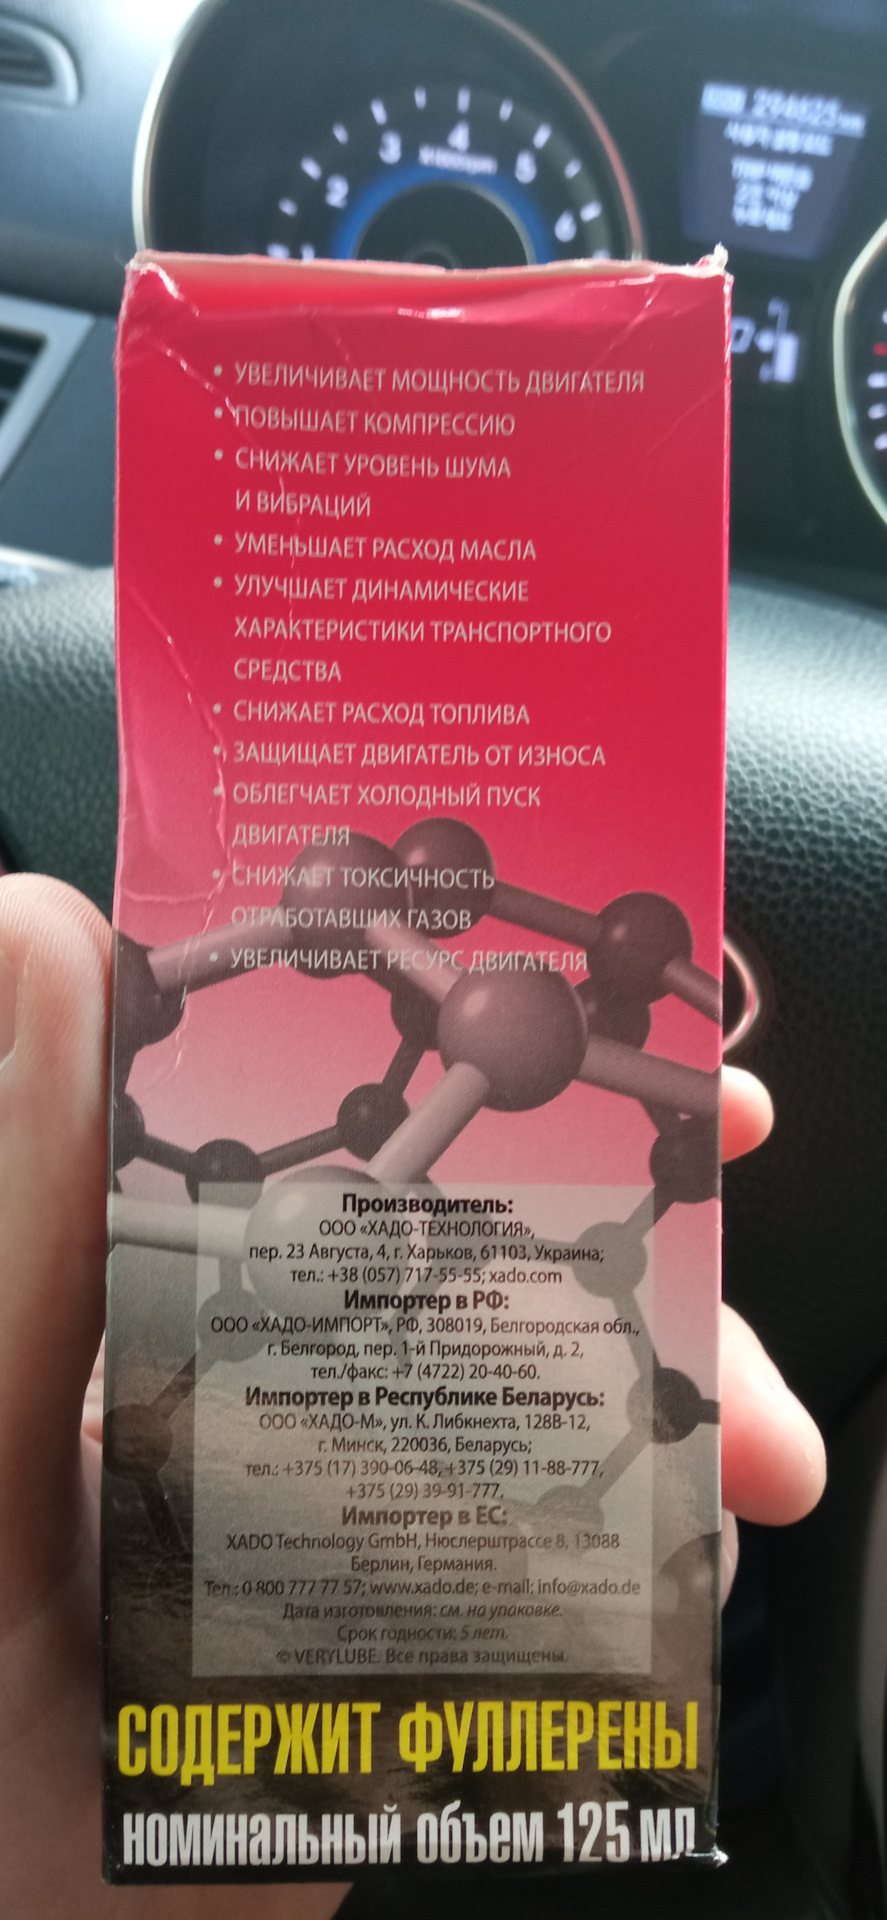 2
3
4
5
6
x1000rpm
УВЕЛИЧИВАЕТ МОЩНОСТЬ ДВИГАТЕЛЯ
ПОВЫШАЕТ КОМПРЕССИЮ
СНИЖАЕТ УРОВЕНЬ ШУМА
И ВИБРАЦИЙ
УМЕНЬШАЕТ РАСХОД МАСЛА
УЛУЧШАЕТ ДИНАМИЧЕСКИЕ
ХАРАКТЕРИСТИКИ ТРАНСПОРТНОГО
СРЕДСТВА
СНИЖАЕТ РАСХОД ТОПЛИВА
ЗАЩИЩАЕТ ДВИГАТЕЛЬ ОТ ИЗНОСА
ОБЛЕГЧАЕТ ХОЛОДНЫЙ ПУСК
ДВИГАТЕЛЯ
СНИЖАЕТ ТОКСИЧНОСТЬ
ОТРАБОТАВШИХ ГАЗОВ
УВЕЛИЧИВАЕТ РЕСУРС ДВИГАТЕЛЯ
Производитель:
ООО «ХАДО-ТЕХНОЛОГИЯ»,
пер. 23 Августа, 4, г. Харьков, 61103, Украина;
тел.: +38 (057) 717-55-55; xado.com
Импортер в РФ:
ООО «ХАДО-ИМПОРТ», РФ, 308019, Белгородская обл.,
г. Белгород, пер. 1-й Придорожный, д. 2,
тел./факс: +7 (4722) 20-40-60.
Импортер в Республике Беларусь:
ООО «ХАДО-М», ул. К. Либкнехта, 128В-12,
г. Минск, 220036, Беларусь;
тел.: +375 (17) 390-06-48, +375 (29) 11-88-777,
+375 (29) 39-91-777.
Импортер в ЕС:
XADO Technology GmbH, Нюслерштрассе 8, 13088
Берлин, Германия.
Тел.: 0 800 777 77 57; www.xado.de; e-mail: info@xado.de
Дата изготовления: см. на упаковке.
Срок годности: 5 лет.
© VERYLUBE. Все права защищены.
СОДЕРЖИТ ФУЛЛЕРЕНЫ
номинальный объем 125 мл